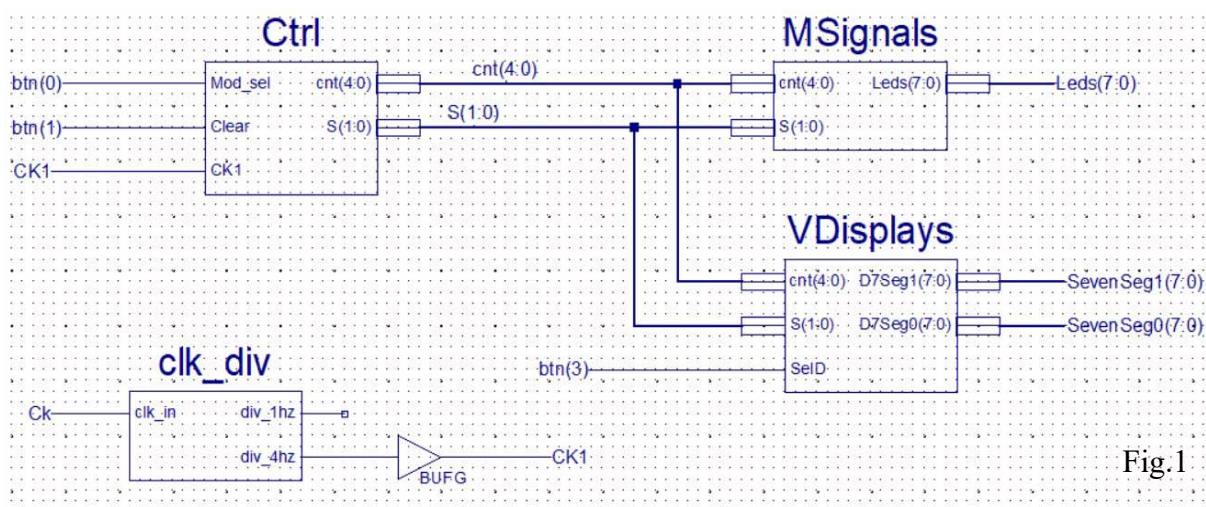 Ctrl
MSignals
btn(0)
Mod_sel
cnt(4:0)
cnt(4:0)
cnt(4:0)
Leds(7:0)
Leds(7:0)
btn(1)
Clear
S(1:0)
S(1:0)
S(1:0)
CK1
CK1
VDisplays
cnt(4:0)
D7Seg1(7:0)
SevenSeg1(7:0)
S(1:0)
D7Seg0(7:0)
SevenSeg0(7:0)
btn(3)
SelD
clk_div
Ck
clk_in
div_1hz
div_4hz
BUFG
CK1
Fig.1